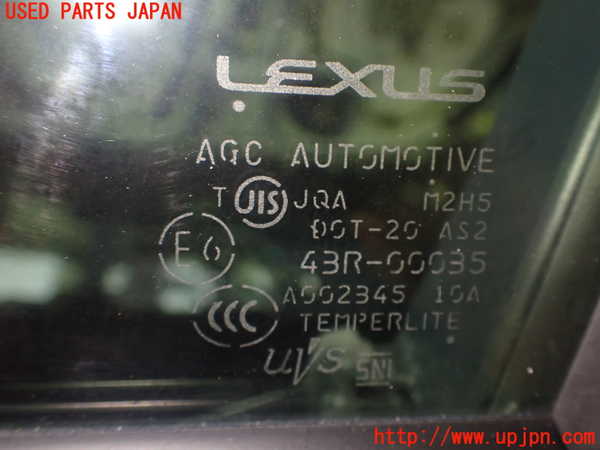 USED PARTS JAPAN
LEXUS
AGC AUTOMOTIVE
T JIS JQA M2H5
DOT-20 AS2
E6 43R-00035
CCC A002345 10A
TEMPERLITE
uVs SNI
http://www.upjpn.com